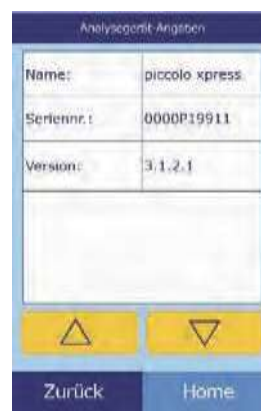 Analysegerät-Angaben
Name: piccolo xpress
Seriennr.: 0000P19911
Version: 3.1.2.1
Zurück Home